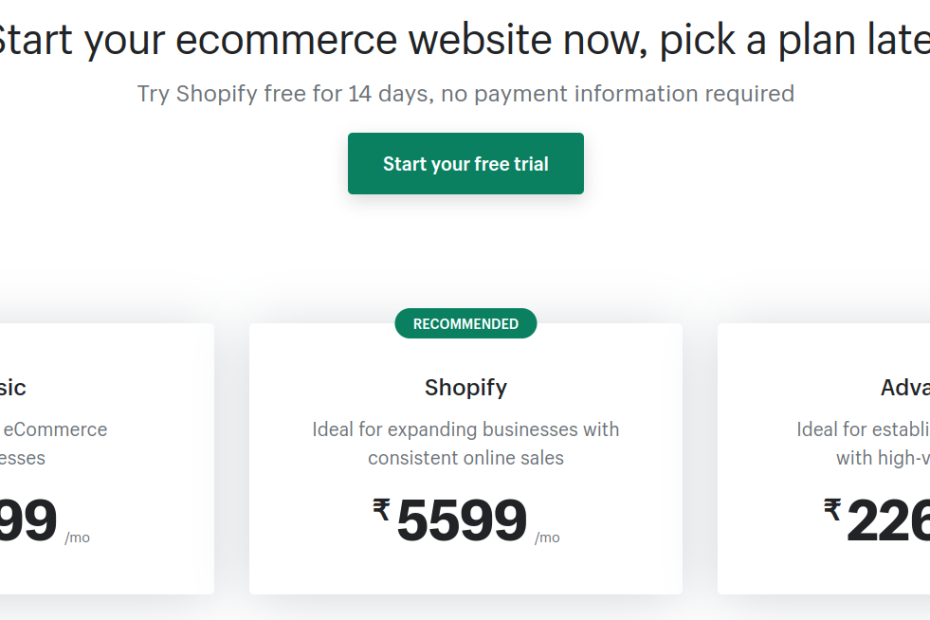 Start your ecommerce website now, pick a plan late
Try Shopify free for 14 days, no payment information required
Start your free trial
RECOMMENDED
sic
eCommerce
esses
99 /mo
Shopify
Ideal for expanding businesses with
consistent online sales
₹5599 /mo
Adva
Ideal for establi
with high-v
₹226